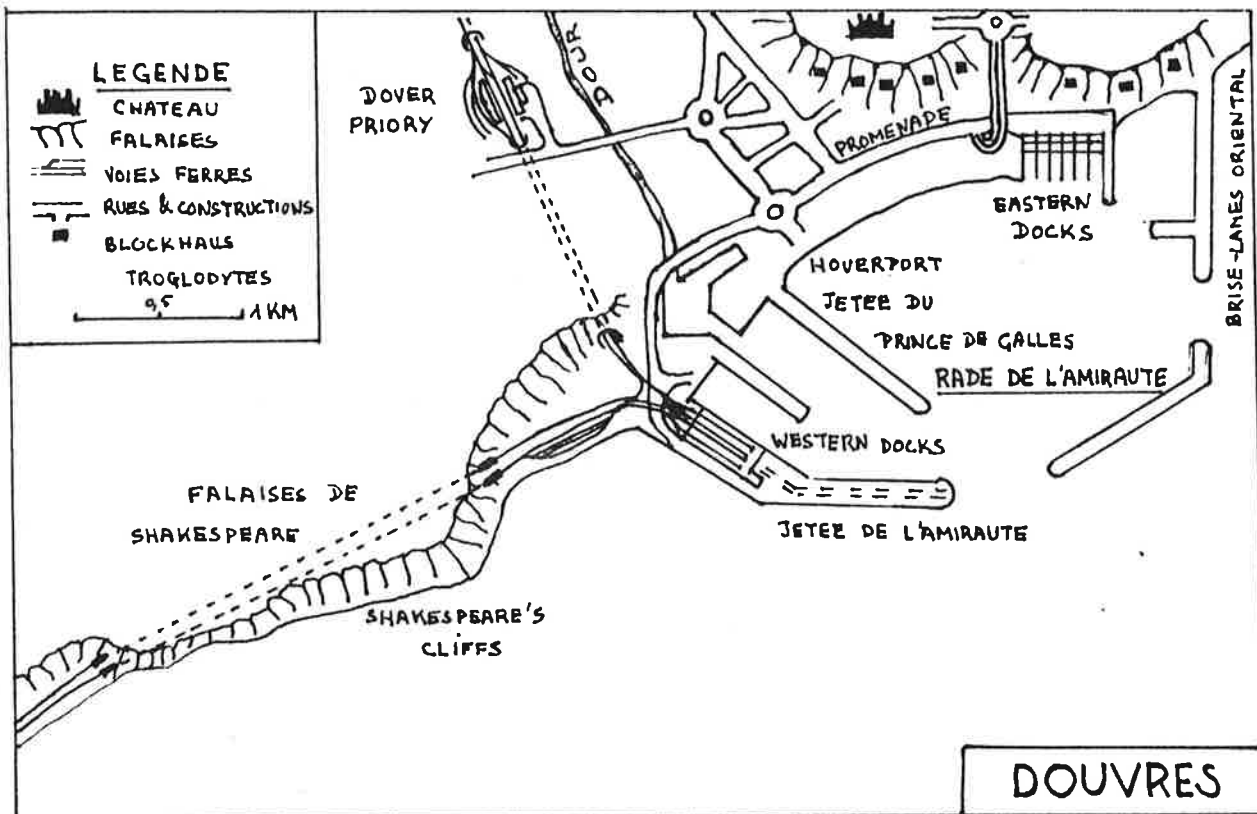 LEGENDE
CHATEAU
FALAISES
VOIES FERRES
RUES & CONSTRUCTIONS
BLOCKHAUS
TROGLODYTES
0,5
1 KM
DOVER
PRIORY
DOUR
PROMENADE
EASTERN
DOCKS
BRISE-LAMES ORIENTAL
HOVERPORT
JETEE DU
PRINCE DE GALLES
RADE DE L'AMIRAUTE
WESTERN DOCKS
JETEE DE L'AMIRAUTE
FALAISES DE
SHAKESPEARE
SHAKESPEARE'S
CLIFFS
DOUVRES